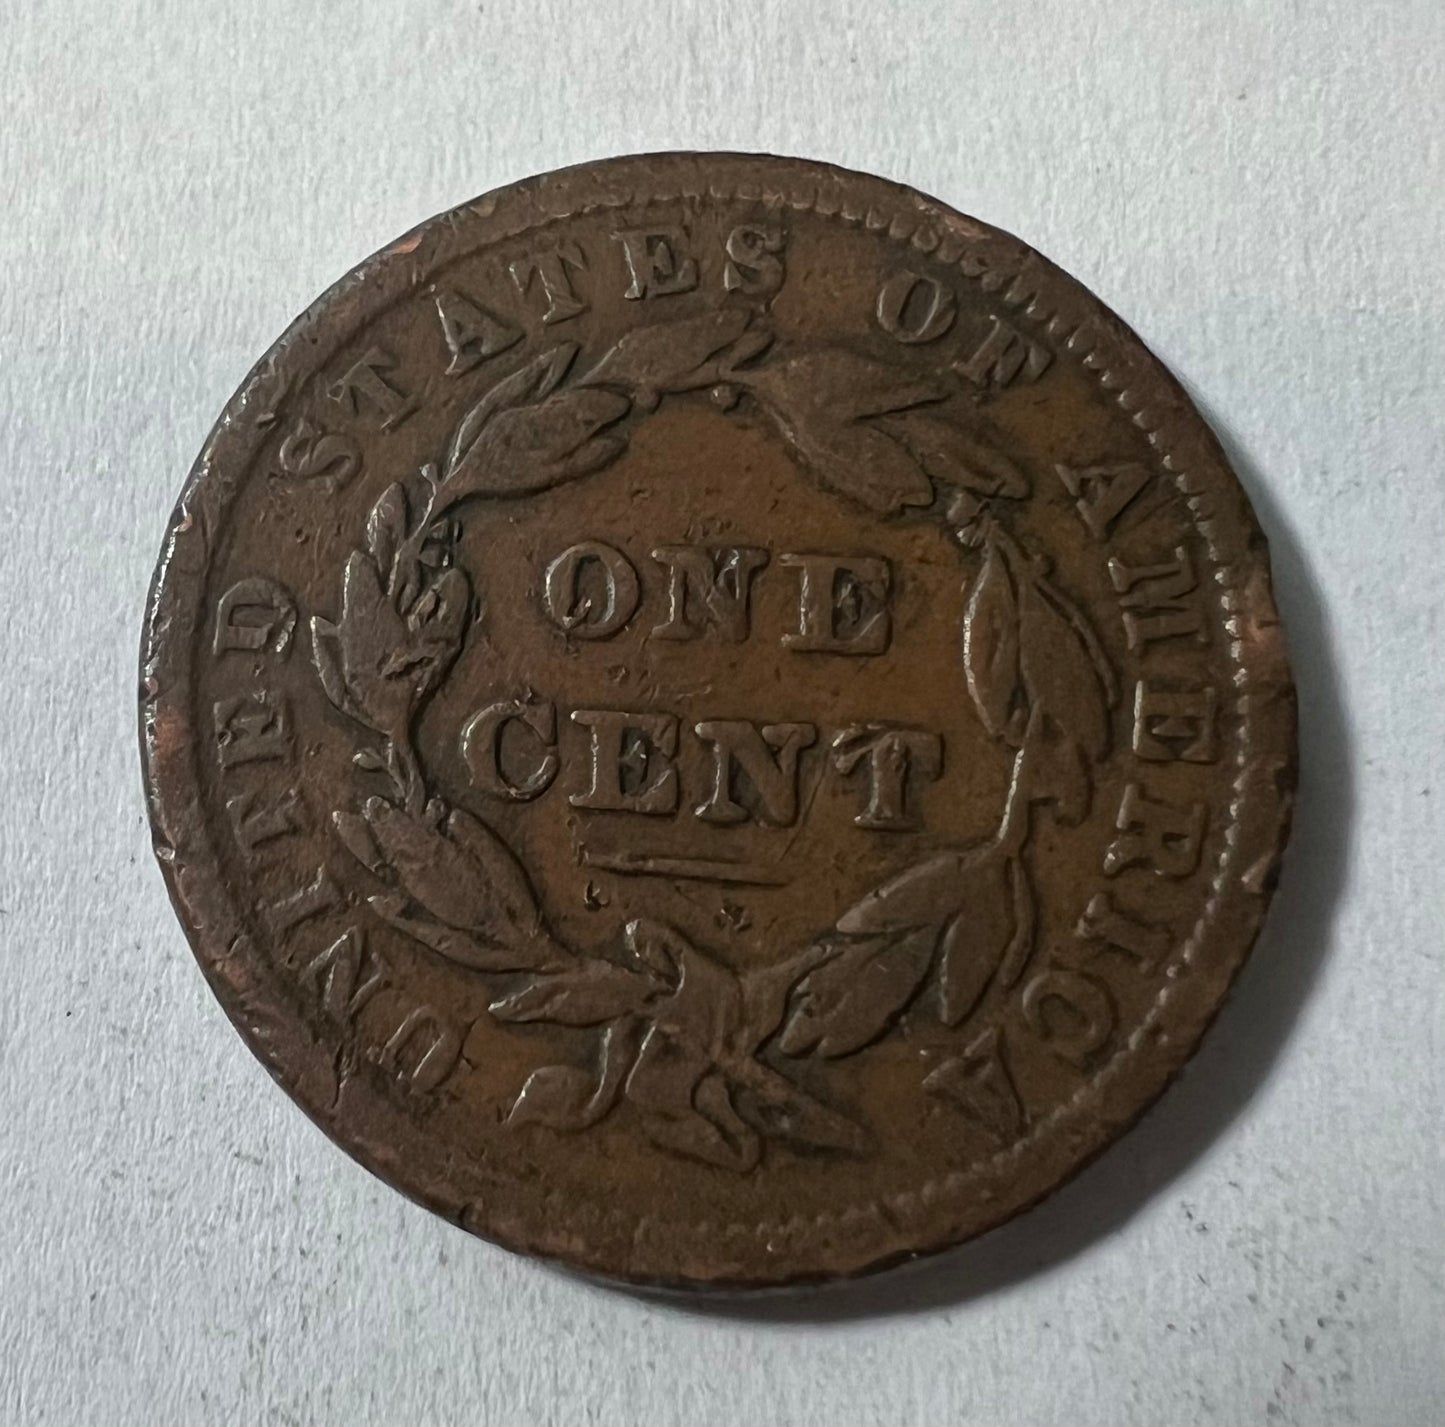 UNITED STATES OF AMERICA
ONE
CENT